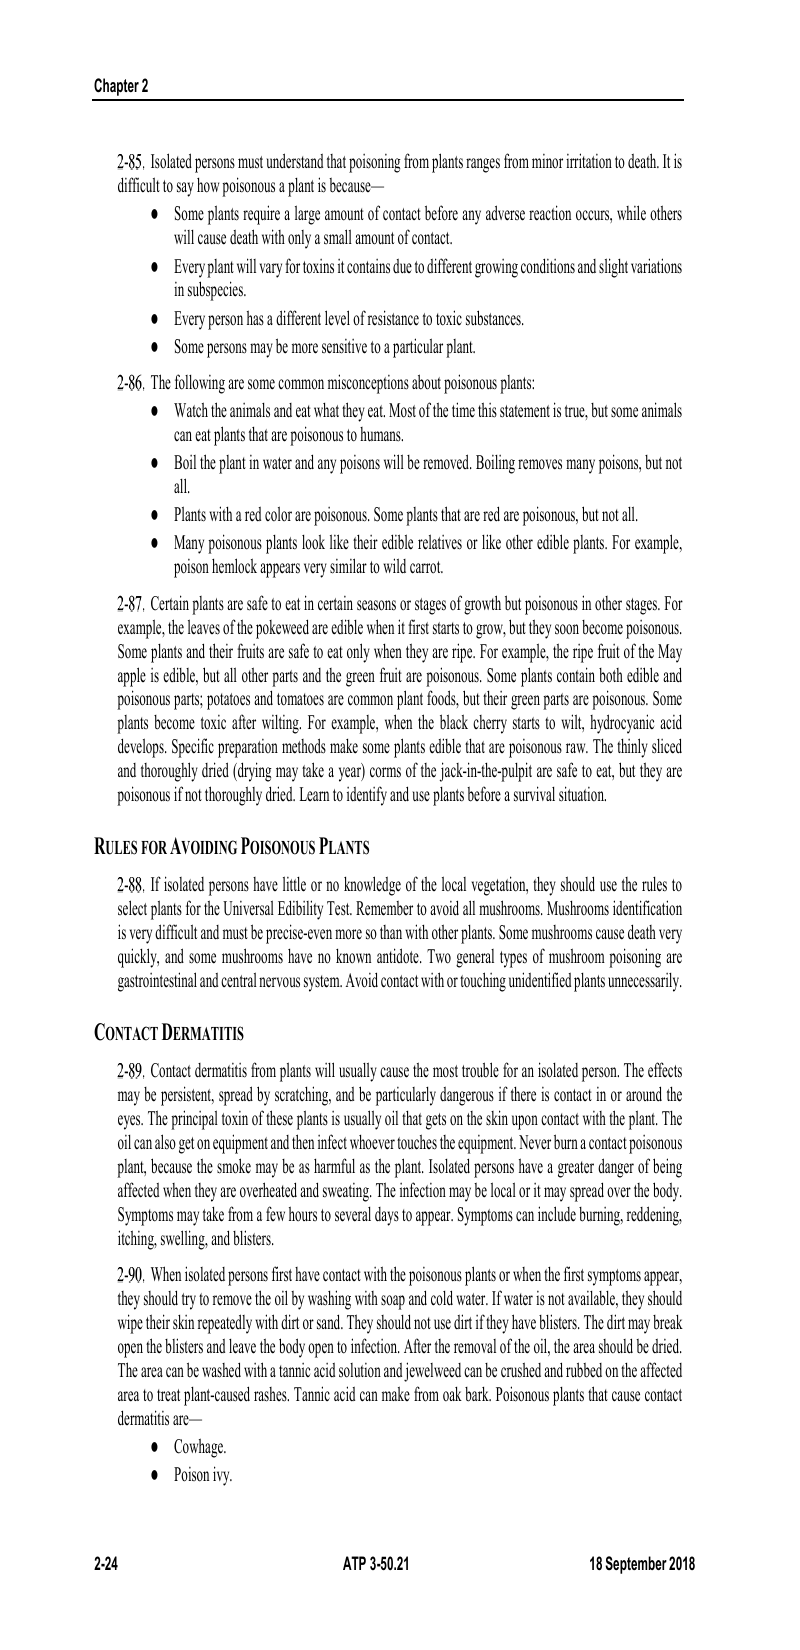 Chapter 2
2-85. Isolated persons must understand that poisoning from plants ranges from minor irritation to death. It is
difficult to say how poisonous a plant is because—
● Some plants require a large amount of contact before any adverse reaction occurs, while others
will cause death with only a small amount of contact.
● Every plant will vary for toxins it contains due to different growing conditions and slight variations
in subspecies.
● Every person has a different level of resistance to toxic substances.
● Some persons may be more sensitive to a particular plant.
2-86. The following are some common misconceptions about poisonous plants:
● Watch the animals and eat what they eat. Most of the time this statement is true, but some animals
can eat plants that are poisonous to humans.
● Boil the plant in water and any poisons will be removed. Boiling removes many poisons, but not
all.
● Plants with a red color are poisonous. Some plants that are red are poisonous, but not all.
● Many poisonous plants look like their edible relatives or like other edible plants. For example,
poison hemlock appears very similar to wild carrot.
2-87. Certain plants are safe to eat in certain seasons or stages of growth but poisonous in other stages. For
example, the leaves of the pokeweed are edible when it first starts to grow, but they soon become poisonous.
Some plants and their fruits are safe to eat only when they are ripe. For example, the ripe fruit of the May
apple is edible, but all other parts and the green fruit are poisonous. Some plants contain both edible and
poisonous parts; potatoes and tomatoes are common plant foods, but their green parts are poisonous. Some
plants become toxic after wilting. For example, when the black cherry starts to wilt, hydrocyanic acid
develops. Specific preparation methods make some plants edible that are poisonous raw. The thinly sliced
and thoroughly dried (drying may take a year) corms of the jack-in-the-pulpit are safe to eat, but they are
poisonous if not thoroughly dried. Learn to identify and use plants before a survival situation.
RULES FOR AVOIDING POISONOUS PLANTS
2-88. If isolated persons have little or no knowledge of the local vegetation, they should use the rules to
select plants for the Universal Edibility Test. Remember to avoid all mushrooms. Mushrooms identification
is very difficult and must be precise-even more so than with other plants. Some mushrooms cause death very
quickly, and some mushrooms have no known antidote. Two general types of mushroom poisoning are
gastrointestinal and central nervous system. Avoid contact with or touching unidentified plants unnecessarily.
CONTACT DERMATITIS
2-89. Contact dermatitis from plants will usually cause the most trouble for an isolated person. The effects
may be persistent, spread by scratching, and be particularly dangerous if there is contact in or around the
eyes. The principal toxin of these plants is usually oil that gets on the skin upon contact with the plant. The
oil can also get on equipment and then infect whoever touches the equipment. Never burn a contact poisonous
plant, because the smoke may be as harmful as the plant. Isolated persons have a greater danger of being
affected when they are overheated and sweating. The infection may be local or it may spread over the body.
Symptoms may take from a few hours to several days to appear. Symptoms can include burning, reddening,
itching, swelling, and blisters.
2-90. When isolated persons first have contact with the poisonous plants or when the first symptoms appear,
they should try to remove the oil by washing with soap and cold water. If water is not available, they should
wipe their skin repeatedly with dirt or sand. They should not use dirt if they have blisters. The dirt may break
open the blisters and leave the body open to infection. After the removal of the oil, the area should be dried.
The area can be washed with a tannic acid solution and jewelweed can be crushed and rubbed on the affected
area to treat plant-caused rashes. Tannic acid can make from oak bark. Poisonous plants that cause contact
dermatitis are—
● Cowhage.
● Poison ivy.
2-24 ATP 3-50.21 18 September 2018